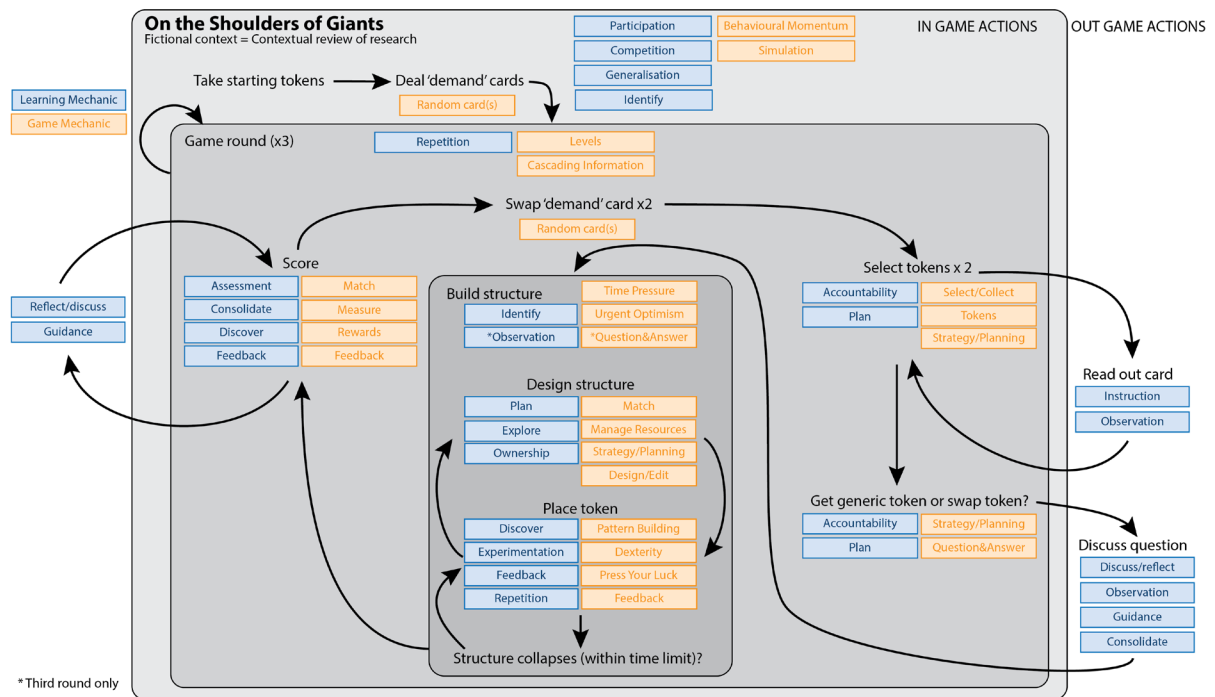 On the Shoulders of Giants
Fictional context = Contextual review of research
IN GAME ACTIONS
OUT GAME ACTIONS
Participation
Behavioural Momentum
Competition
Simulation
Generalisation
Identify
Learning Mechanic
Game Mechanic
Take starting tokens
Deal ‘demand’ cards
Random card(s)
Game round (x3)
Repetition
Levels
Cascading Information
Swap ‘demand’ card x2
Random card(s)
Score
Assessment
Match
Consolidate
Measure
Discover
Rewards
Feedback
Feedback
Reflect/discuss
Guidance
Build structure
Time Pressure
Identify
Urgent Optimism
*Observation
*Question&Answer
Design structure
Plan
Match
Explore
Manage Resources
Ownership
Strategy/Planning
Design/Edit
Place token
Discover
Pattern Building
Experimentation
Dexterity
Feedback
Press Your Luck
Repetition
Feedback
Structure collapses (within time limit)?
Select tokens x 2
Accountability
Select/Collect
Plan
Tokens
Strategy/Planning
Read out card
Instruction
Observation
Get generic token or swap token?
Accountability
Strategy/Planning
Plan
Question&Answer
Discuss question
Discuss/reflect
Observation
Guidance
Consolidate
* Third round only